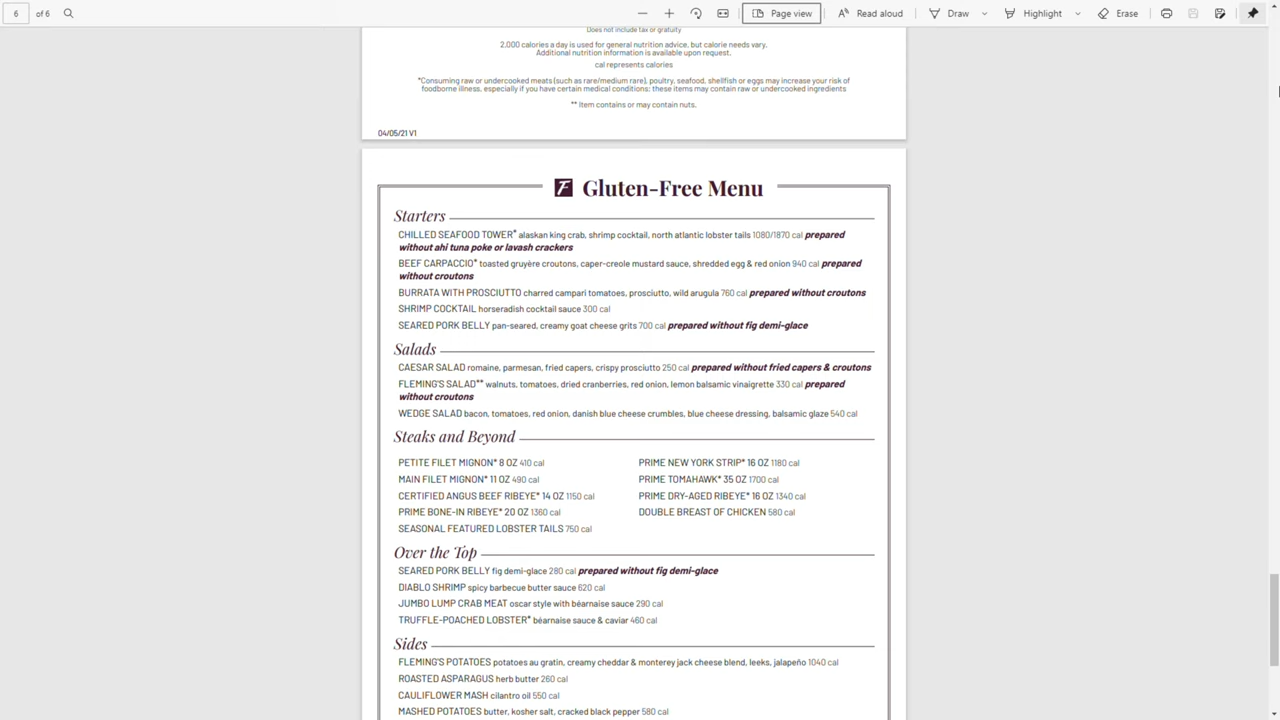 6 of 6 Page view Read aloud Draw Highlight Erase
Does not include tax or gratuity
2,000 calories a day is used for general nutrition advice, but calorie needs vary.
Additional nutrition information is available upon request.
cal represents calories
*Consuming raw or undercooked meats (such as rare/medium rare), poultry, seafood, shellfish or eggs may increase your risk of
foodborne illness, especially if you have certain medical conditions; these items may contain raw or undercooked ingredients
** Item contains or may contain nuts.
04/05/21 V1
F Gluten-Free Menu
Starters
CHILLED SEAFOOD TOWER* alaskan king crab, shrimp cocktail, north atlantic lobster tails 1080/1870 cal prepared
without ahi tuna poke or lavash crackers
BEEF CARPACCIO* toasted gruyère croutons, caper-creole mustard sauce, shredded egg & red onion 940 cal prepared
without croutons
BURRATA WITH PROSCIUTTO charred campari tomatoes, prosciutto, wild arugula 760 cal prepared without croutons
SHRIMP COCKTAIL horseradish cocktail sauce 300 cal
SEARED PORK BELLY pan-seared, creamy goat cheese grits 700 cal prepared without fig demi-glace
Salads
CAESAR SALAD romaine, parmesan, fried capers, crispy prosciutto 250 cal prepared without fried capers & croutons
FLEMING'S SALAD** walnuts, tomatoes, dried cranberries, red onion, lemon balsamic vinaigrette 330 cal prepared
without croutons
WEDGE SALAD bacon, tomatoes, red onion, danish blue cheese crumbles, blue cheese dressing, balsamic glaze 540 cal
Steaks and Beyond
PETITE FILET MIGNON* 8 OZ 410 cal
MAIN FILET MIGNON* 11 OZ 490 cal
CERTIFIED ANGUS BEEF RIBEYE* 14 OZ 1150 cal
PRIME BONE-IN RIBEYE* 20 OZ 1360 cal
SEASONAL FEATURED LOBSTER TAILS 750 cal
PRIME NEW YORK STRIP* 16 OZ 1180 cal
PRIME TOMAHAWK* 35 OZ 1700 cal
PRIME DRY-AGED RIBEYE* 16 OZ 1340 cal
DOUBLE BREAST OF CHICKEN 580 cal
Over the Top
SEARED PORK BELLY fig demi-glace 280 cal prepared without fig demi-glace
DIABLO SHRIMP spicy barbecue butter sauce 620 cal
JUMBO LUMP CRAB MEAT oscar style with béarnaise sauce 290 cal
TRUFFLE-POACHED LOBSTER* béarnaise sauce & caviar 460 cal
Sides
FLEMING'S POTATOES potatoes au gratin, creamy cheddar & monterey jack cheese blend, leeks, jalapeño 1040 cal
ROASTED ASPARAGUS herb butter 260 cal
CAULIFLOWER MASH cilantro oil 550 cal
MASHED POTATOES butter, kosher salt, cracked black pepper 580 cal